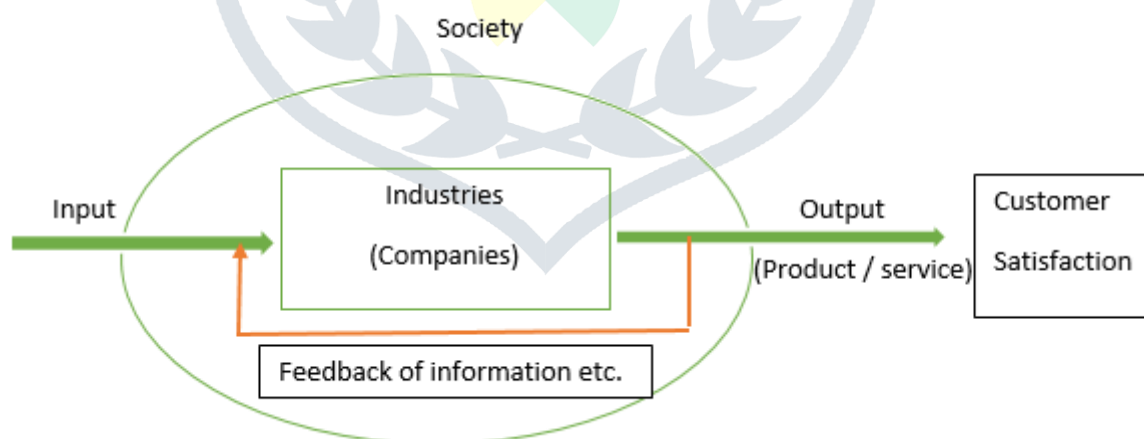 Society
Input
Industries
(Companies)
Output
(Product / service)
Customer
Satisfaction
Feedback of information etc.